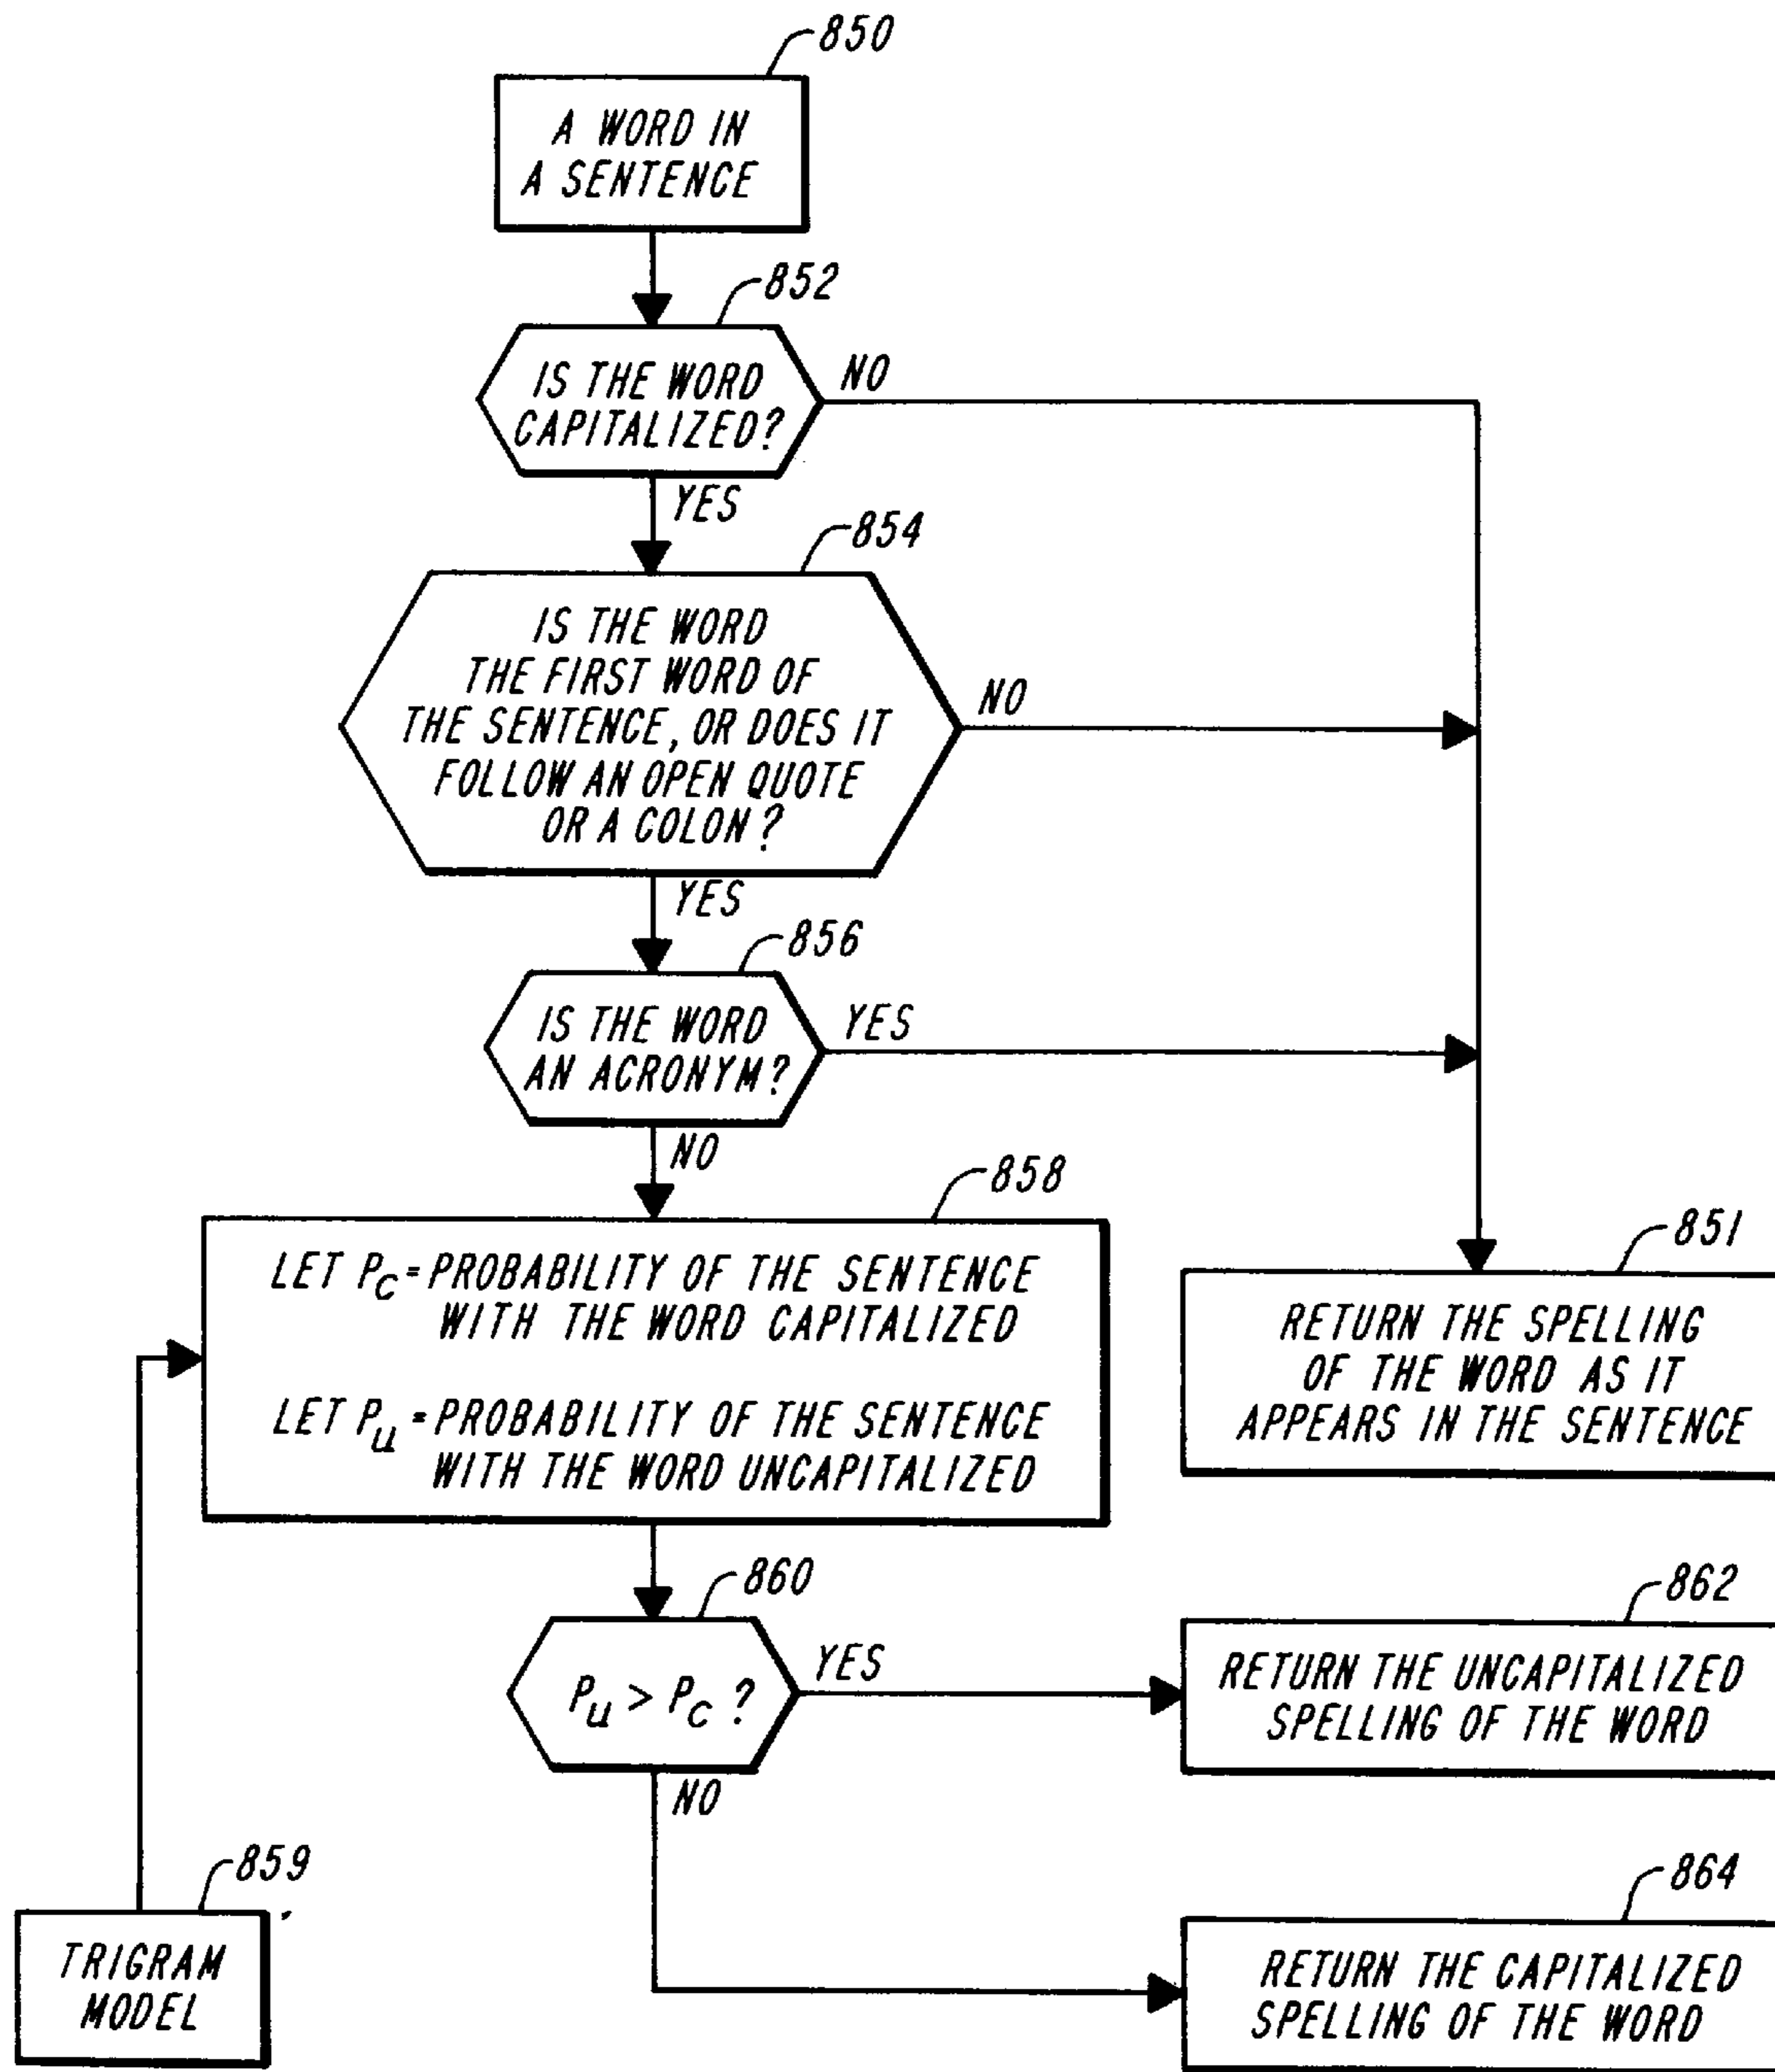 850
A WORD IN
A SENTENCE
852
IS THE WORD
CAPITALIZED?
NO
YES
854
IS THE WORD
THE FIRST WORD OF
THE SENTENCE, OR DOES IT
FOLLOW AN OPEN QUOTE
OR A COLON?
NO
YES
856
IS THE WORD
AN ACRONYM?
YES
NO
858
LET Pc = PROBABILITY OF THE SENTENCE
WITH THE WORD CAPITALIZED
LET Pu = PROBABILITY OF THE SENTENCE
WITH THE WORD UNCAPITALIZED
851
RETURN THE SPELLING
OF THE WORD AS IT
APPEARS IN THE SENTENCE
860
Pu > Pc ?
YES
NO
862
RETURN THE UNCAPITALIZED
SPELLING OF THE WORD
859
TRIGRAM
MODEL
864
RETURN THE CAPITALIZED
SPELLING OF THE WORD